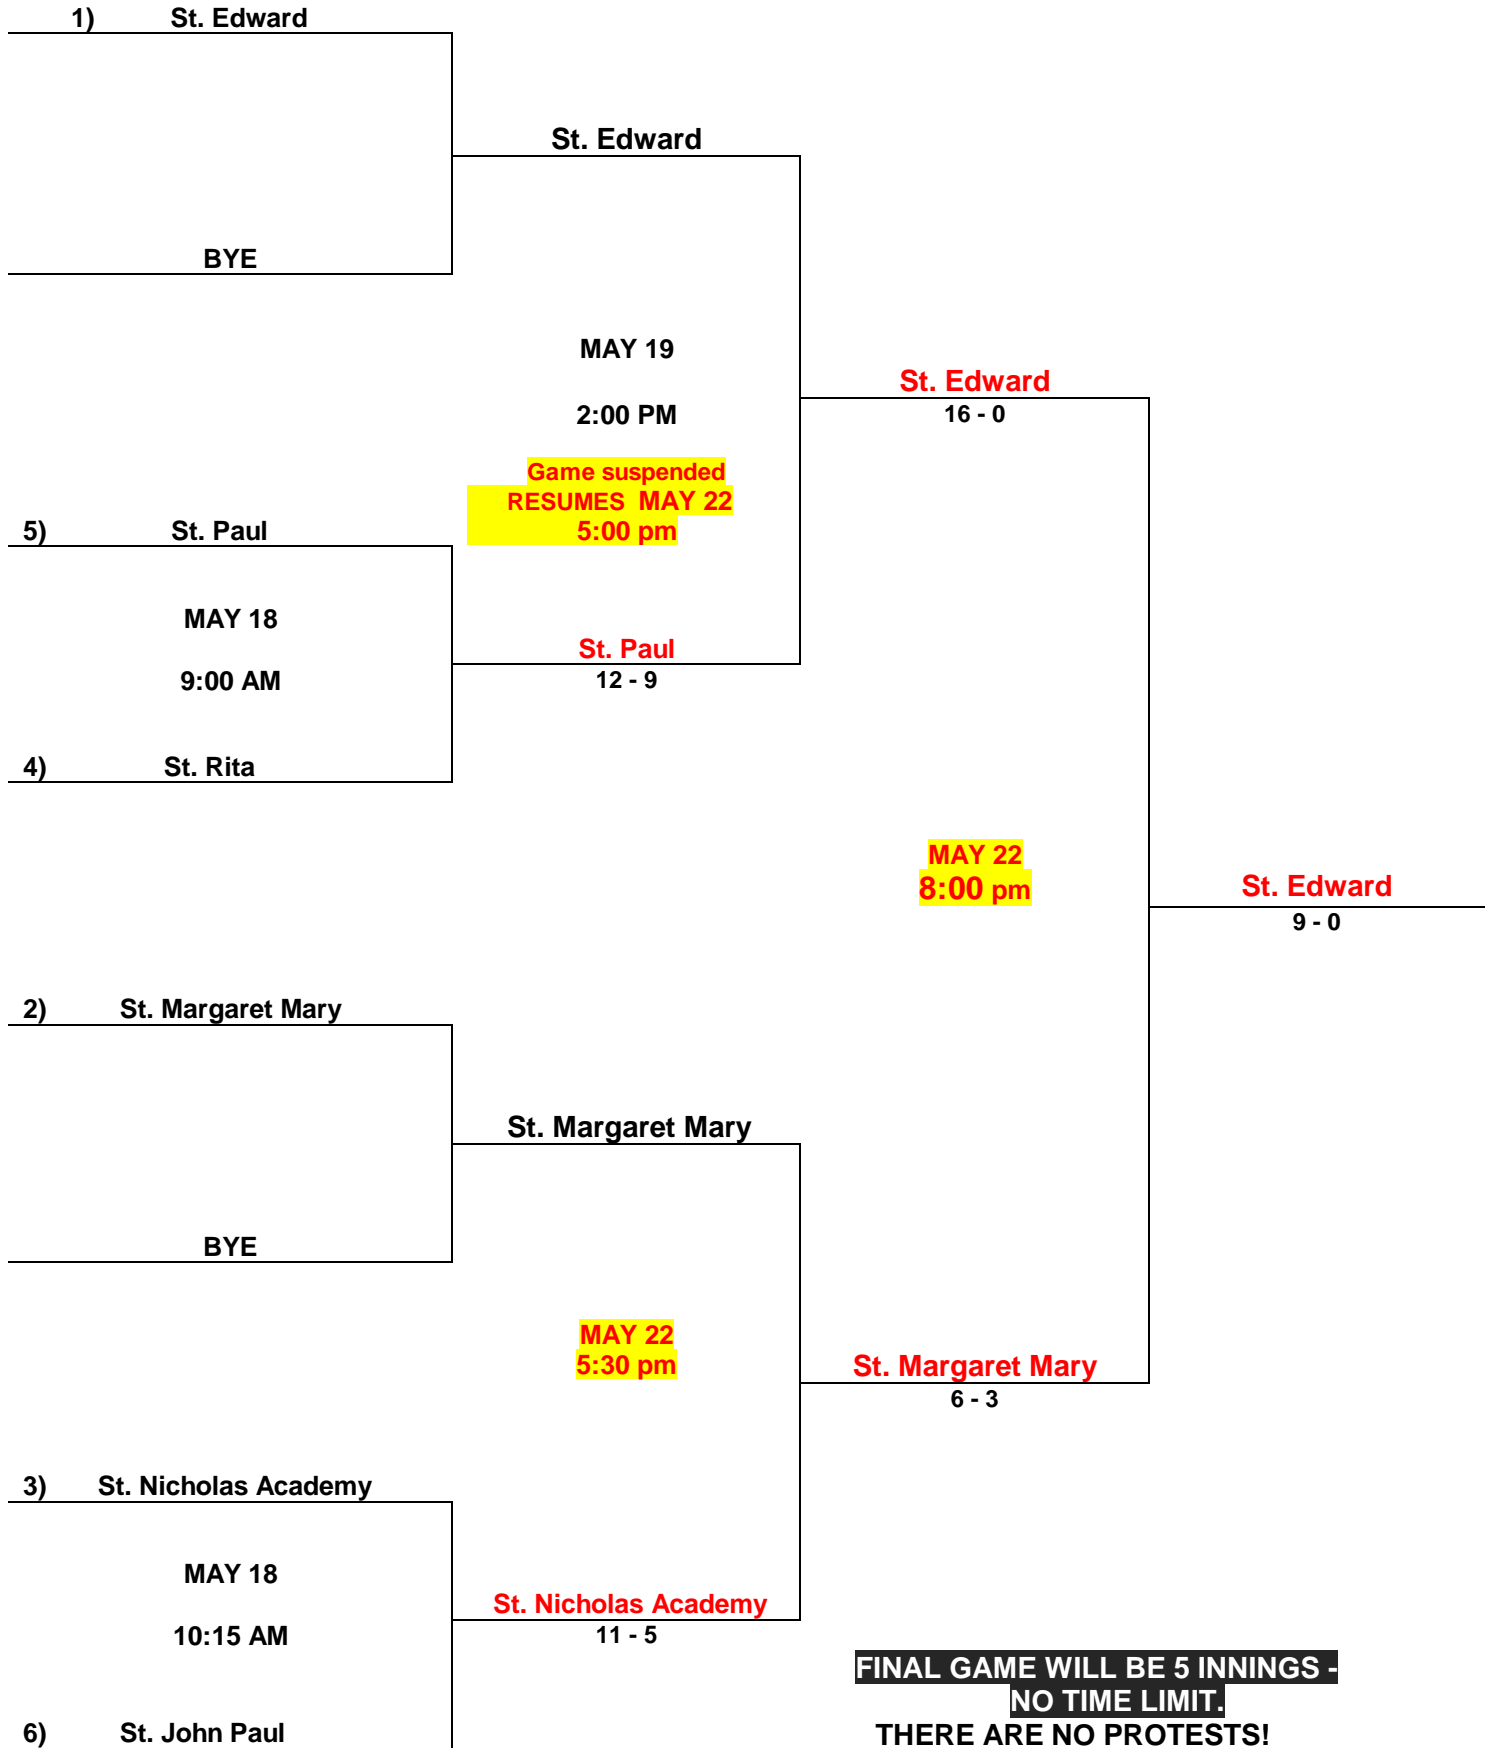 1) St. Edward
St. Edward
BYE
MAY 19
2:00 PM
St. Edward
16 - 0
Game suspended
RESUMES MAY 22
5:00 pm
5) St. Paul
MAY 18
9:00 AM
St. Paul
12 - 9
4) St. Rita
MAY 22
8:00 pm
St. Edward
9 - 0
2) St. Margaret Mary
St. Margaret Mary
BYE
MAY 22
5:30 pm
St. Margaret Mary
6 - 3
3) St. Nicholas Academy
MAY 18
10:15 AM
St. Nicholas Academy
11 - 5
6) St. John Paul
FINAL GAME WILL BE 5 INNINGS -
NO TIME LIMIT.
THERE ARE NO PROTESTS!